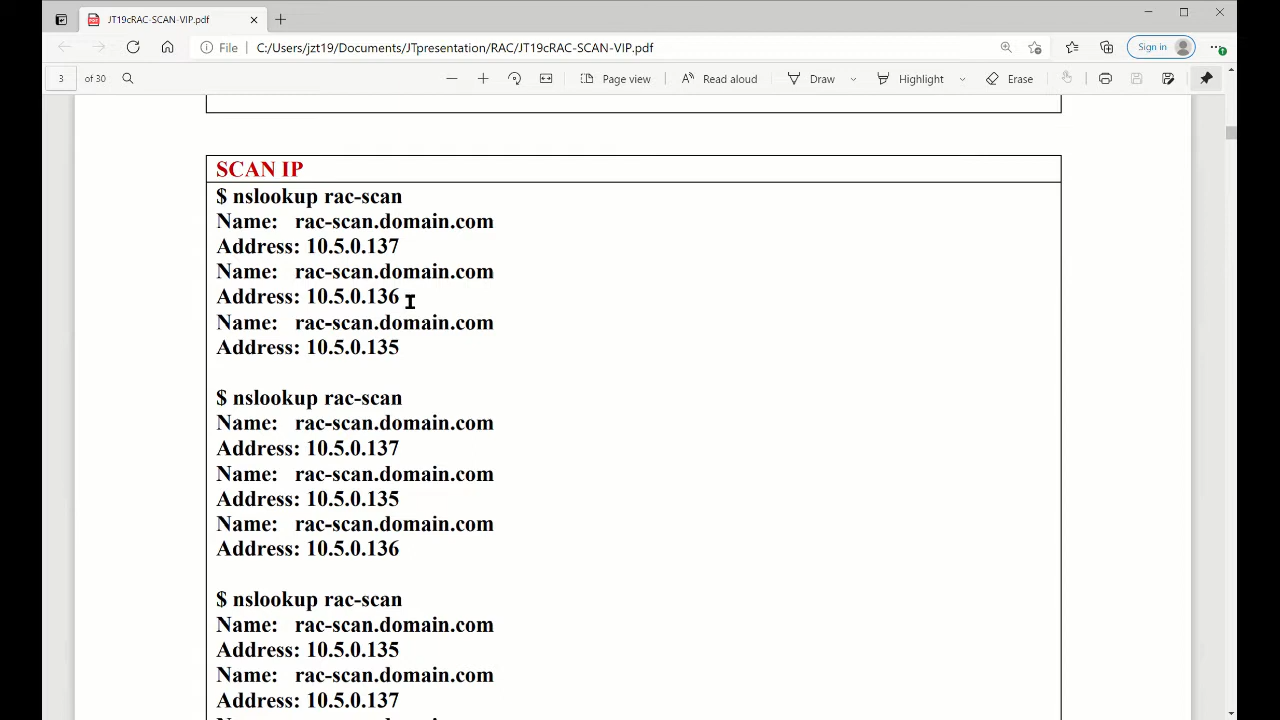 JT19cRAC-SCAN-VIP.pdf
File C:/Users/jzt19/Documents/JTpresentation/RAC/JT19cRAC-SCAN-VIP.pdf Sign in
3 of 30 Page view Read aloud Draw Highlight Erase
SCAN IP
$ nslookup rac-scan
Name: rac-scan.domain.com
Address: 10.5.0.137
Name: rac-scan.domain.com
Address: 10.5.0.136
Name: rac-scan.domain.com
Address: 10.5.0.135
$ nslookup rac-scan
Name: rac-scan.domain.com
Address: 10.5.0.137
Name: rac-scan.domain.com
Address: 10.5.0.135
Name: rac-scan.domain.com
Address: 10.5.0.136
$ nslookup rac-scan
Name: rac-scan.domain.com
Address: 10.5.0.135
Name: rac-scan.domain.com
Address: 10.5.0.137